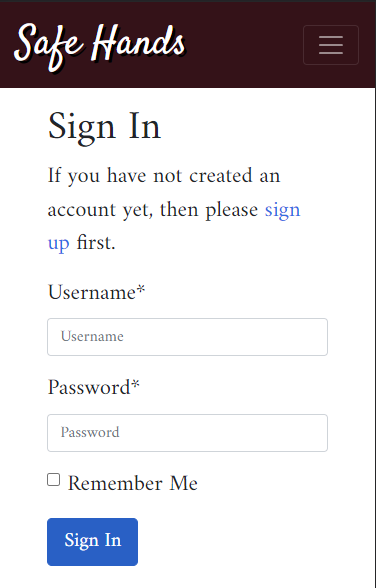 Safe Hands
Sign In
If you have not created an
account yet, then please sign
up first.
Username*
Username
Password*
Password
Remember Me
Sign In